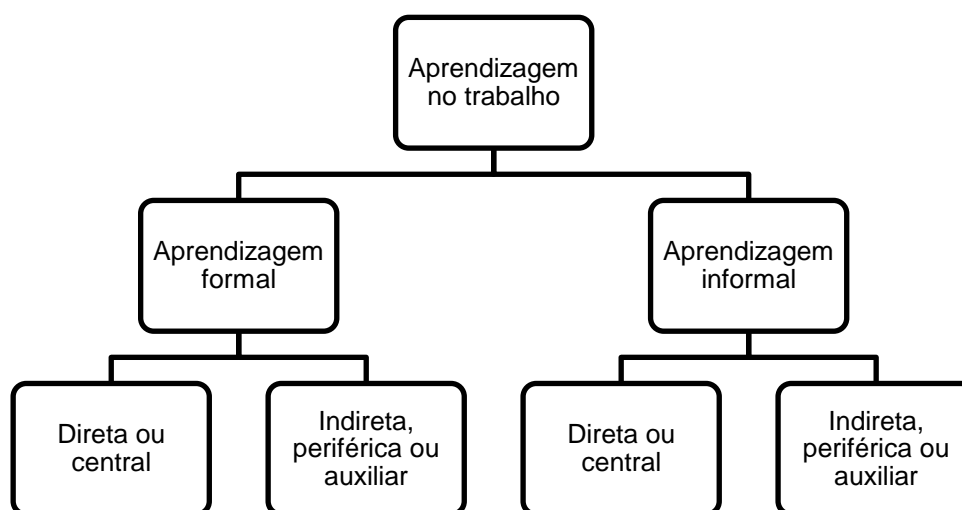 Aprendizagem
no trabalho
Aprendizagem
formal
Aprendizagem
informal
Direta ou
central
Indireta,
periférica ou
auxiliar
Direta ou
central
Indireta,
periférica ou
auxiliar